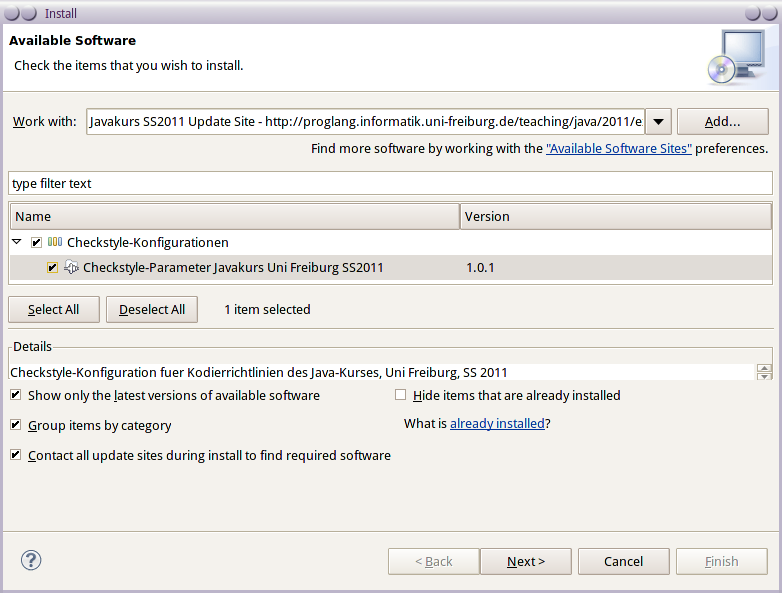 Install
Available Software
Check the items that you wish to install.
Work with: Javakurs SS2011 Update Site - http://proglang.informatik.uni-freiburg.de/teaching/java/2011/e Add...
Find more software by working with the "Available Software Sites" preferences.
type filter text
Name Version
Checkstyle-Konfigurationen
Checkstyle-Parameter Javakurs Uni Freiburg SS2011 1.0.1
Select All Deselect All 1 item selected
Details
Checkstyle-Konfiguration fuer Kodierrichtlinien des Java-Kurses, Uni Freiburg, SS 2011
Show only the latest versions of available software Hide items that are already installed
Group items by category What is already installed?
Contact all update sites during install to find required software
? < Back Next > Cancel Finish